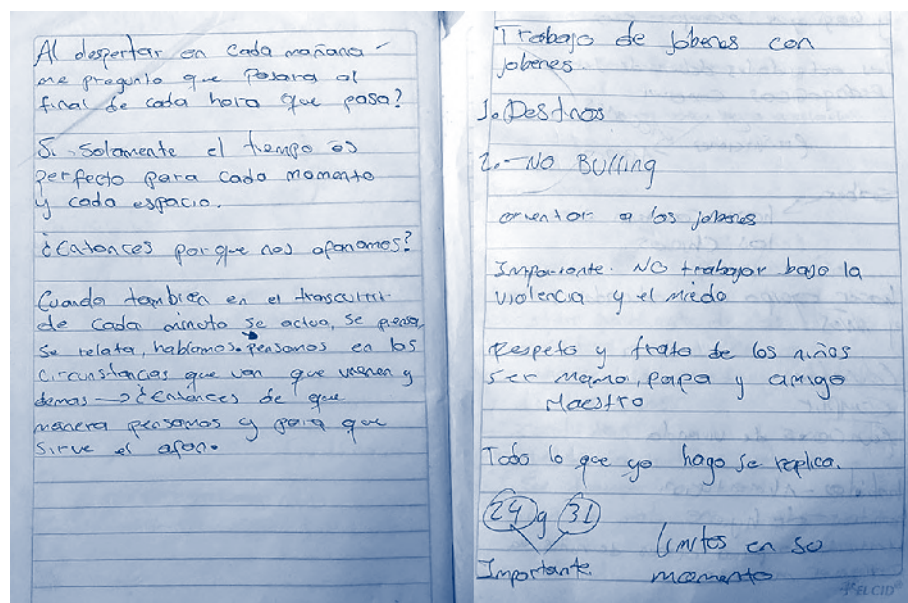 Al despertar en cada mañana
me pregunto que Pasara al
final de cada hora que pasa?
Si, solamente el tiempo es
perfecto para cada momento
y cada espacio.
¿Entonces porque nos afanamos?
Cuando tambien en el transcurrir
de cada minuto se actua, se piensa,
se relata, hablamos. pensamos en las
circunstancias que van que vienen y
demas → ¿Entonces de que
manera pensamos y para que
sirve el afan.
Trabajo de jobenes con
jobenes.
1. Destinos
2.- NO BULLING
orientar a los jobenes
Importante. NO trabajar bajo la
violencia y el miedo
Respeto y trato de los niños
ser mamá, papa y amigo
Maestro
Todo lo que yo hago se replica.
24 y 31
Importante
limites en su
momento
EL CID